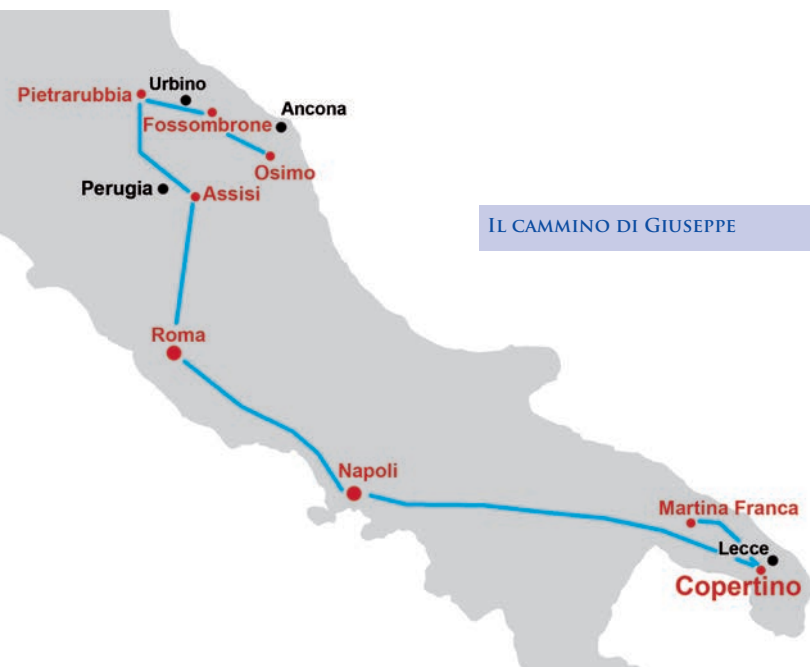 Urbino
Pietrarubbia
Ancona
Fossombrone
Osimo
Perugia
Assisi
Il cammino di Giuseppe
Roma
Napoli
Martina Franca
Lecce
Copertino